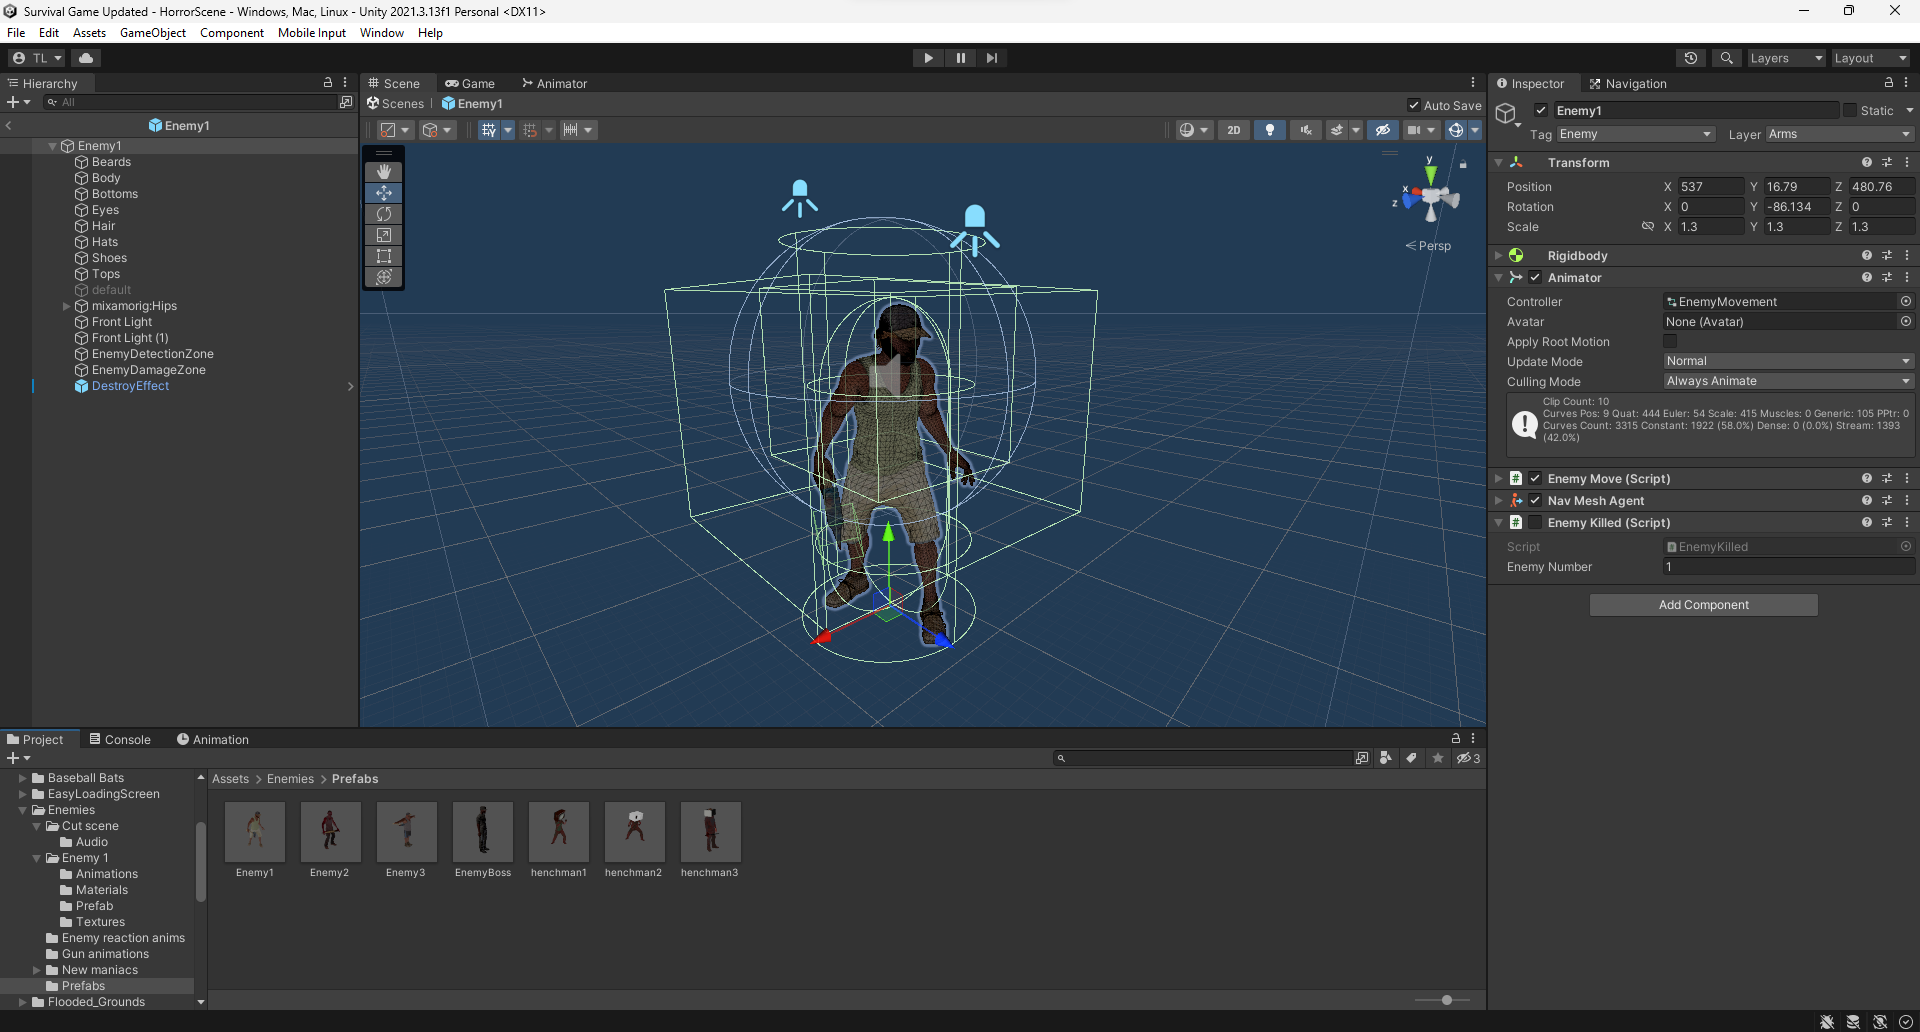 Survival Game Updated - HorrorScene - Windows, Mac, Linux - Unity 2021.3.13f1 Personal <DX11>
File Edit Assets GameObject Component Mobile Input Window Help
TL Layers Layout
Hierarchy
All
Enemy1
Enemy1
Beards
Body
Bottoms
Eyes
Hair
Hats
Shoes
Tops
default
mixamorig:Hips
Front Light
Front Light (1)
EnemyDetectionZone
EnemyDamageZone
DestroyEffect
Scene Game Animator
Scenes Enemy1 Auto Save
2D
y
x
z
Persp
Inspector Navigation
Enemy1 Static
Tag Enemy Layer Arms
Transform
Position X 537 Y 16.79 Z 480.76
Rotation X 0 Y -86.134 Z 0
Scale X 1.3 Y 1.3 Z 1.3
Rigidbody
Animator
Controller EnemyMovement
Avatar None (Avatar)
Apply Root Motion
Update Mode Normal
Culling Mode Always Animate
Clip Count: 10
Curves Pos: 9 Quat: 444 Euler: 54 Scale: 415 Muscles: 0 Generic: 105 PPtr: 0
Curves Count: 3315 Constant: 1922 (58.0%) Dense: 0 (0.0%) Stream: 1393
(42.0%)
Enemy Move (Script)
Nav Mesh Agent
Enemy Killed (Script)
Script EnemyKilled
Enemy Number 1
Add Component
Project Console Animation
3
Baseball Bats
EasyLoadingScreen
Enemies
Cut scene
Audio
Enemy 1
Animations
Materials
Prefab
Textures
Enemy reaction anims
Gun animations
New maniacs
Prefabs
Flooded_Grounds
Assets > Enemies > Prefabs
Enemy1 Enemy2 Enemy3 EnemyBoss henchman1 henchman2 henchman3